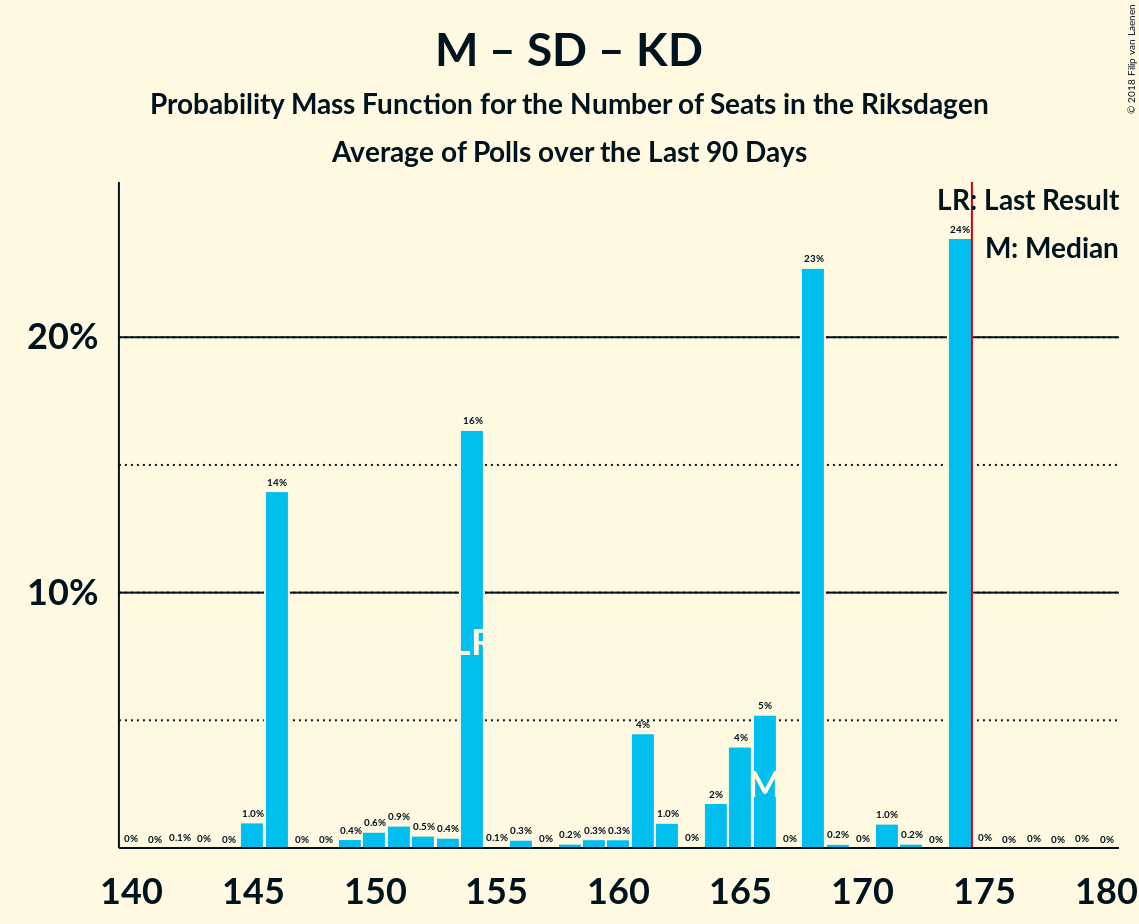 M – SD – KD
Probability Mass Function for the Number of Seats in the Riksdagen
Average of Polls over the Last 90 Days
© 2018 Filip van Laenen
LR: Last Result
M: Median
20%
10%
0% 0% 0.1% 0% 0% 1.0% 14% 0% 0% 0.4% 0.6% 0.9% 0.5% 0.4% 16% 0.1% 0.3% 0% 0.2% 0.3% 0.3% 4% 1.0% 0% 2% 4% 5% 0% 23% 0.2% 0% 1.0% 0.2% 0% 24% 0% 0% 0% 0% 0% 0%
LR
M
140 145 150 155 160 165 170 175 180